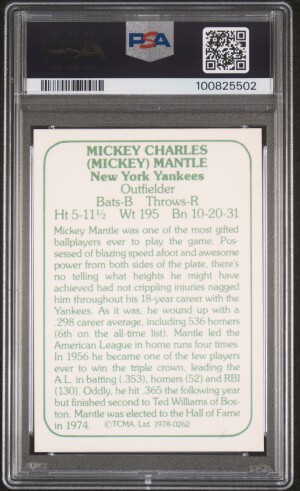 PSA
100825502
MICKEY CHARLES
(MICKEY) MANTLE
New York Yankees
Outfielder
Bats-B Throws-R
Ht 5-11½ Wt 195 Bn 10-20-31
Mickey Mantle was one of the most gifted
ballplayers ever to play the game. Pos-
sessed of blazing speed afoot and awesome
power from both sides of the plate, there's
no telling what heights he might have
achieved had not crippling injuries nagged
him throughout his 18-year career with the
Yankees. As it was, he wound up with a
.298 career average, including 536 homers
(6th on the all-time list). Mantle led the
American League in home runs four times.
In 1956 he became one of the few players
ever to win the triple crown, leading the
A.L. in batting (.353), homers (52) and RBI
(130). Oddly, he hit .365 the following year
but finished second to Ted Williams of Bos-
ton. Mantle was elected to the Hall of Fame
in 1974. ©TCMA. Ltd. 1978-0262